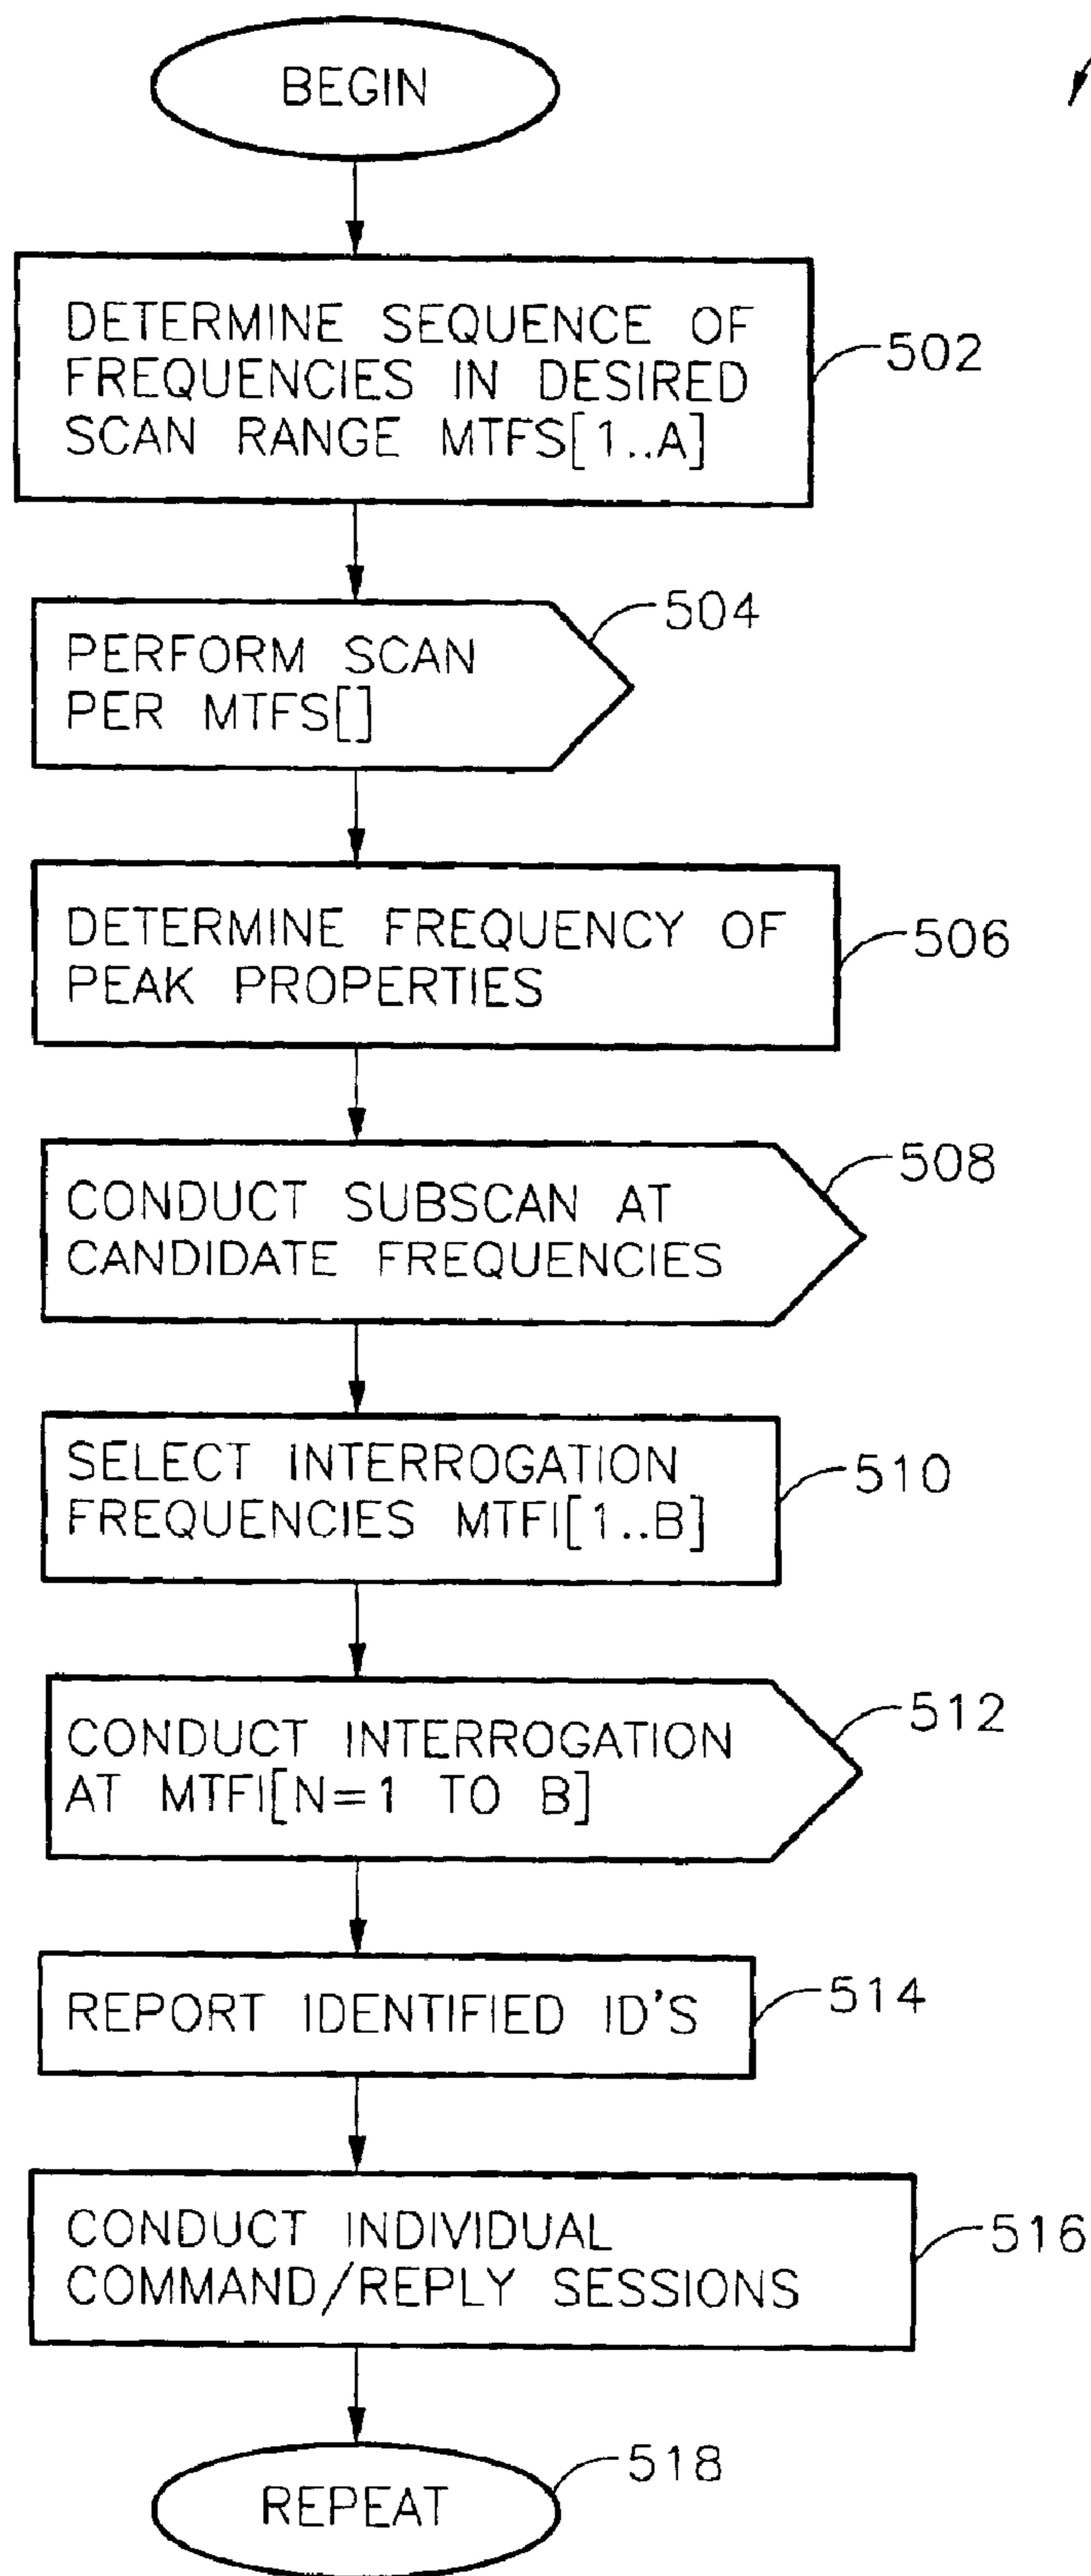 BEGIN
DETERMINE SEQUENCE OF
FREQUENCIES IN DESIRED
SCAN RANGE MTFS[1..A]
502
PERFORM SCAN
PER MTFS[]
504
DETERMINE FREQUENCY OF
PEAK PROPERTIES
506
CONDUCT SUBSCAN AT
CANDIDATE FREQUENCIES
508
SELECT INTERROGATION
FREQUENCIES MTFI[1..B]
510
CONDUCT INTERROGATION
AT MTFI[N=1 TO B]
512
REPORT IDENTIFIED ID'S
514
CONDUCT INDIVIDUAL
COMMAND/REPLY SESSIONS
516
REPEAT
518